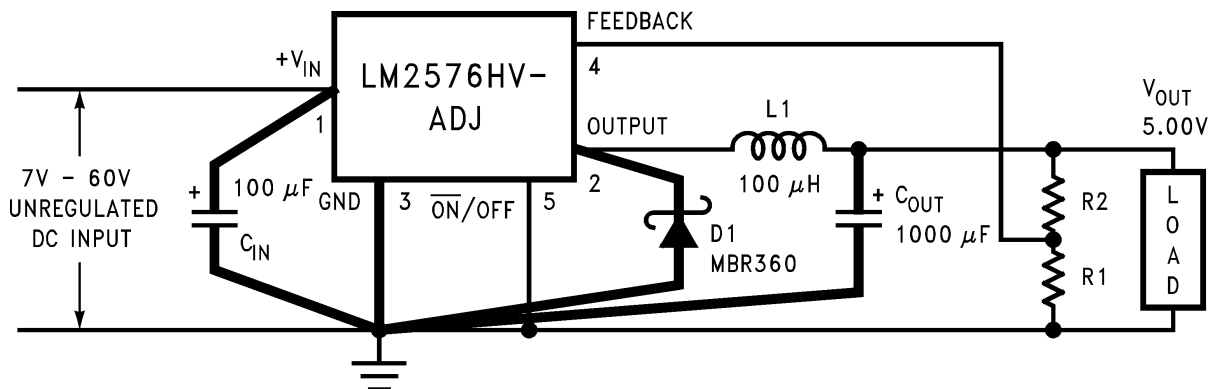 FEEDBACK
+VIN
LM2576HV-
ADJ
4
1
OUTPUT
L1
VOUT
5.00V
7V - 60V
UNREGULATED
DC INPUT
+
100 μF
CIN
GND
3
ON/OFF
5
2
100 μH
+
COUT
1000 μF
D1
MBR360
R2
R1
LOAD